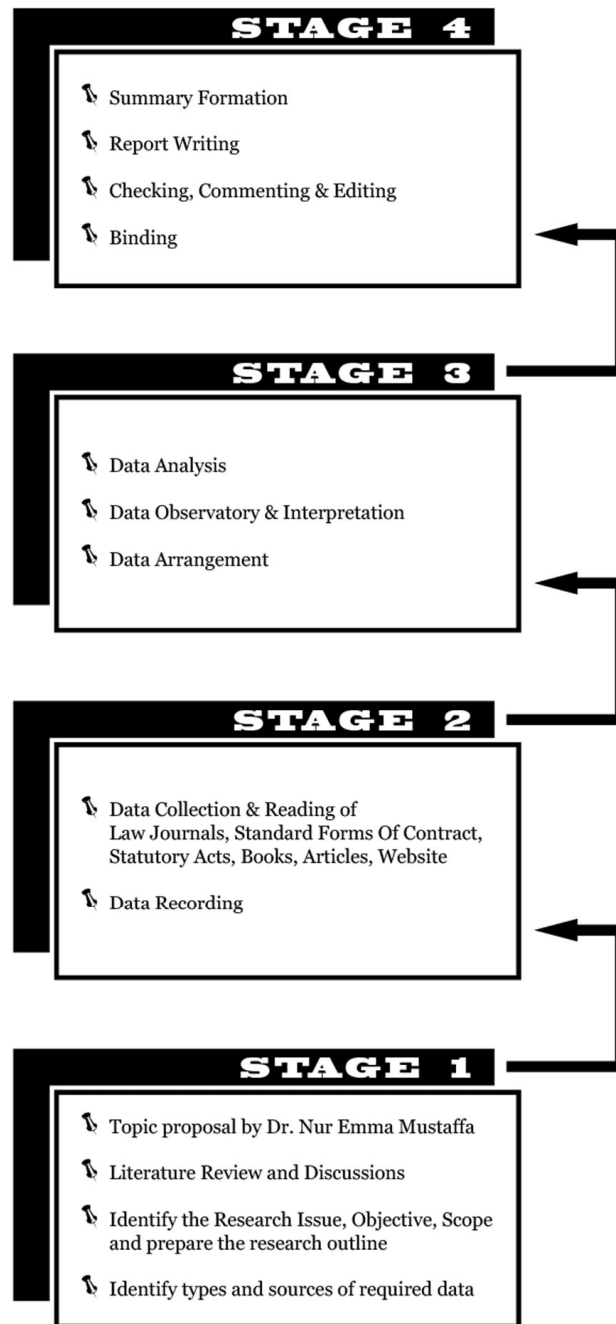 STAGE 4
Summary Formation
Report Writing
Checking, Commenting & Editing
Binding
STAGE 3
Data Analysis
Data Observatory & Interpretation
Data Arrangement
STAGE 2
Data Collection & Reading of
Law Journals, Standard Forms Of Contract,
Statutory Acts, Books, Articles, Website
Data Recording
STAGE 1
Topic proposal by Dr. Nur Emma Mustaffa
Literature Review and Discussions
Identify the Research Issue, Objective, Scope
and prepare the research outline
Identify types and sources of required data